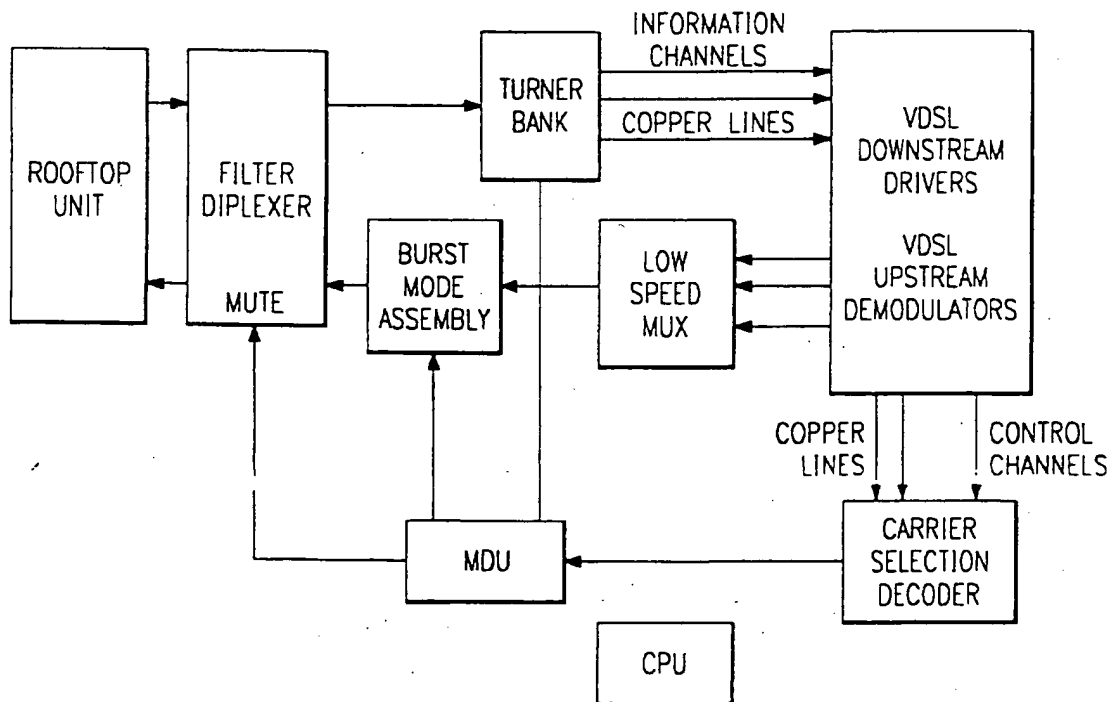 INFORMATION
CHANNELS
TURNER
BANK
COPPER LINES
ROOFTOP
UNIT
FILTER
DIPLEXER
MUTE
VDSL
DOWNSTREAM
DRIVERS
VDSL
UPSTREAM
DEMODULATORS
BURST
MODE
ASSEMBLY
LOW
SPEED
MUX
COPPER
LINES
CONTROL
CHANNELS
MDU
CARRIER
SELECTION
DECODER
CPU